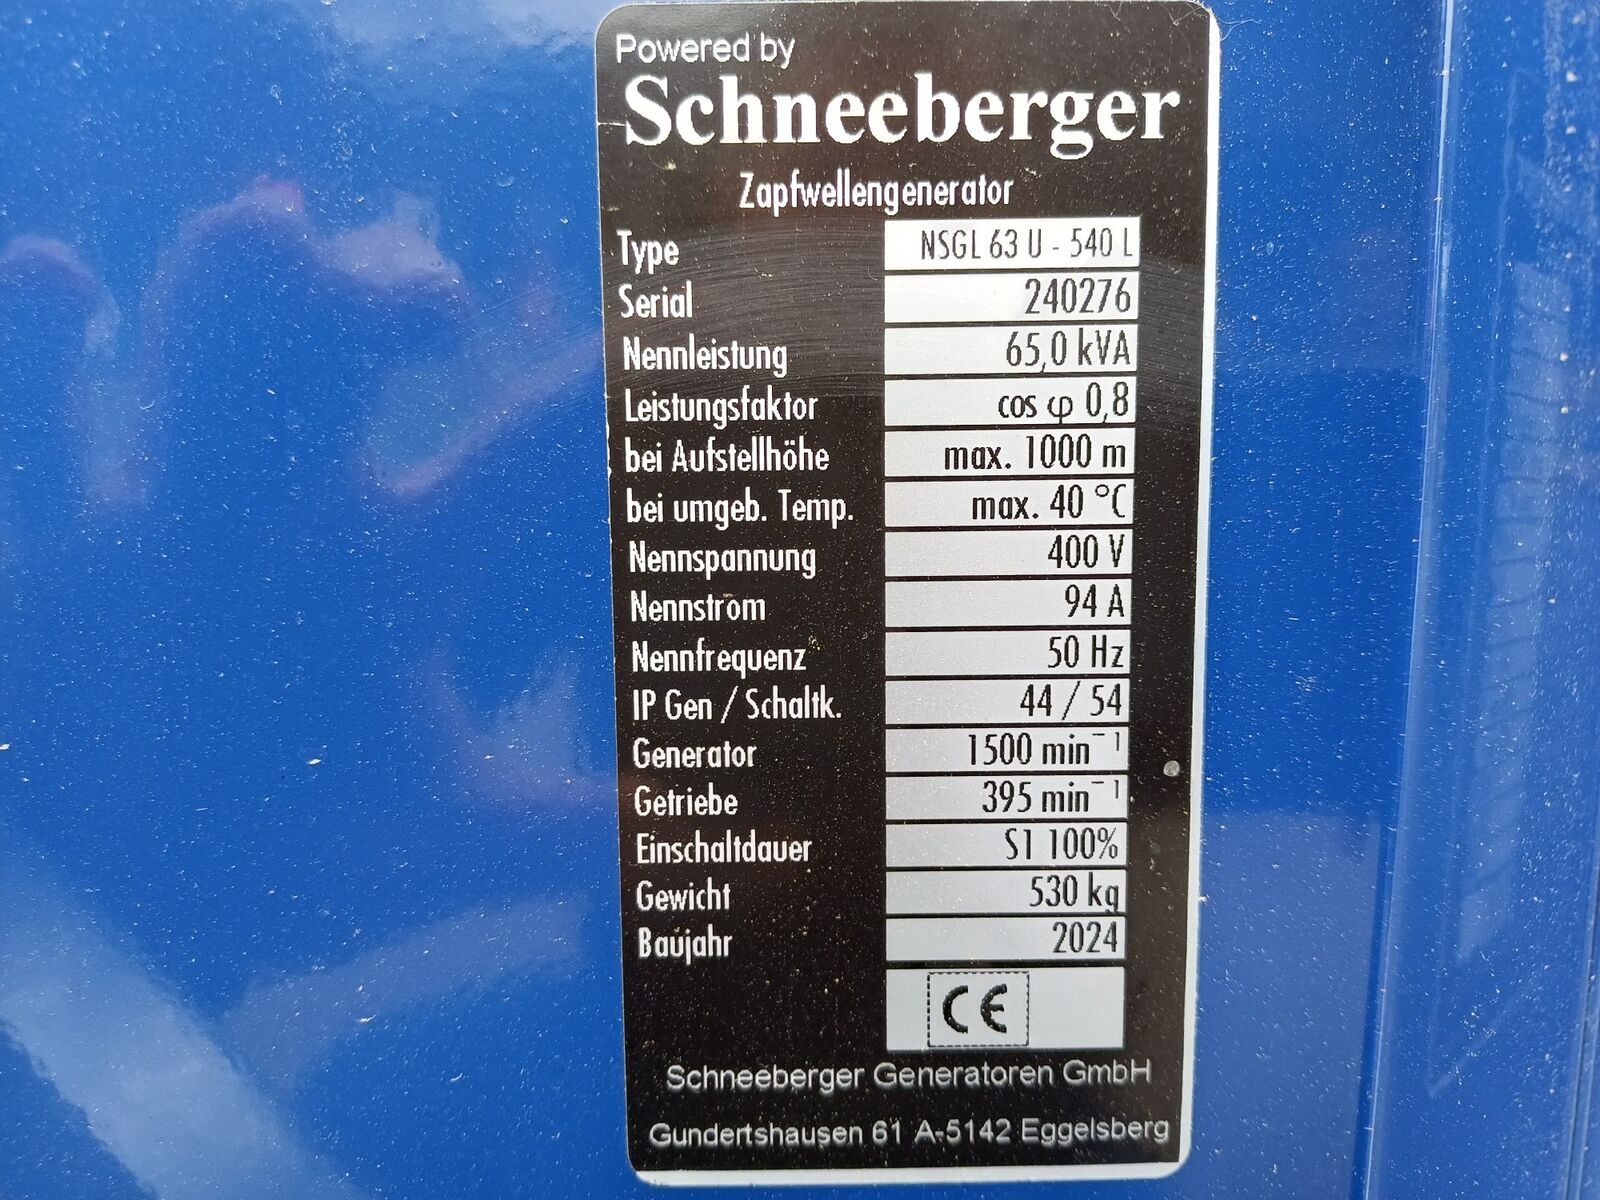 Powered by
Schneeberger
Zapfwellengenerator
Type NSGL 63 U - 540 L
Serial 240276
Nennleistung 65,0 kVA
Leistungsfaktor cos φ 0,8
bei Aufstellhöhe max. 1000 m
bei umgeb. Temp. max. 40 °C
Nennspannung 400 V
Nennstrom 94 A
Nennfrequenz 50 Hz
IP Gen / Schaltk. 44 / 54
Generator 1500 min⁻¹
Getriebe 395 min⁻¹
Einschaltdauer S1 100%
Gewicht 530 kg
Baujahr 2024
CE
Schneeberger Generatoren GmbH
Gundertshausen 61 A-5142 Eggelsberg